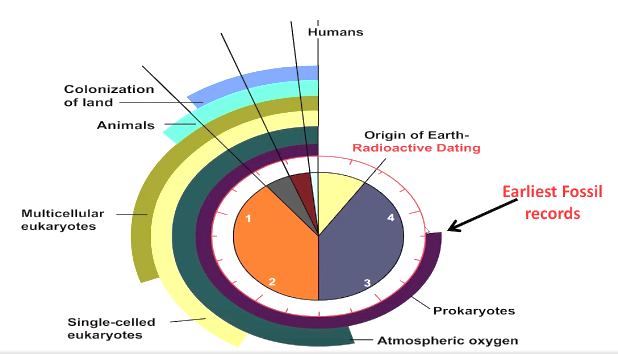 Humans
Colonization
of land
Animals
Origin of Earth-
Radioactive Dating
Earliest Fossil
records
Multicellular
eukaryotes
1
4
2
3
Prokaryotes
Single-celled
eukaryotes
Atmospheric oxygen